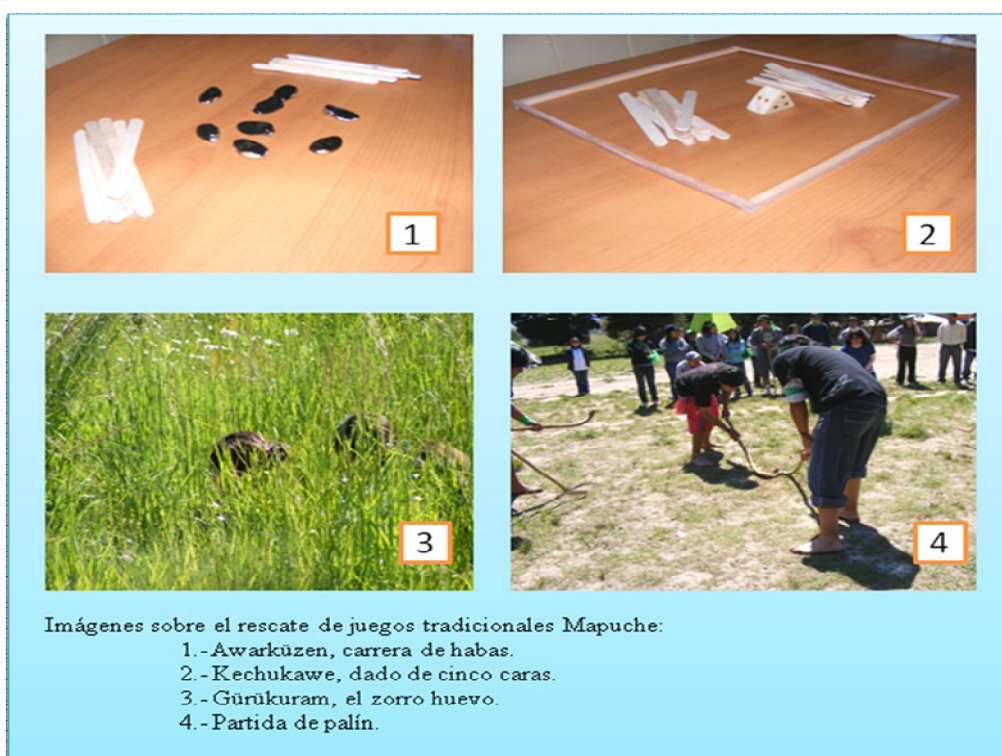 1
2
3
4
Imágenes sobre el rescate de juegos tradicionales Mapuche:
1.-Awarküzen, carrera de habas.
2.-Kechukawe, dado de cinco caras.
3.-Gürükuram, el zorro huevo.
4.-Partida de palín.